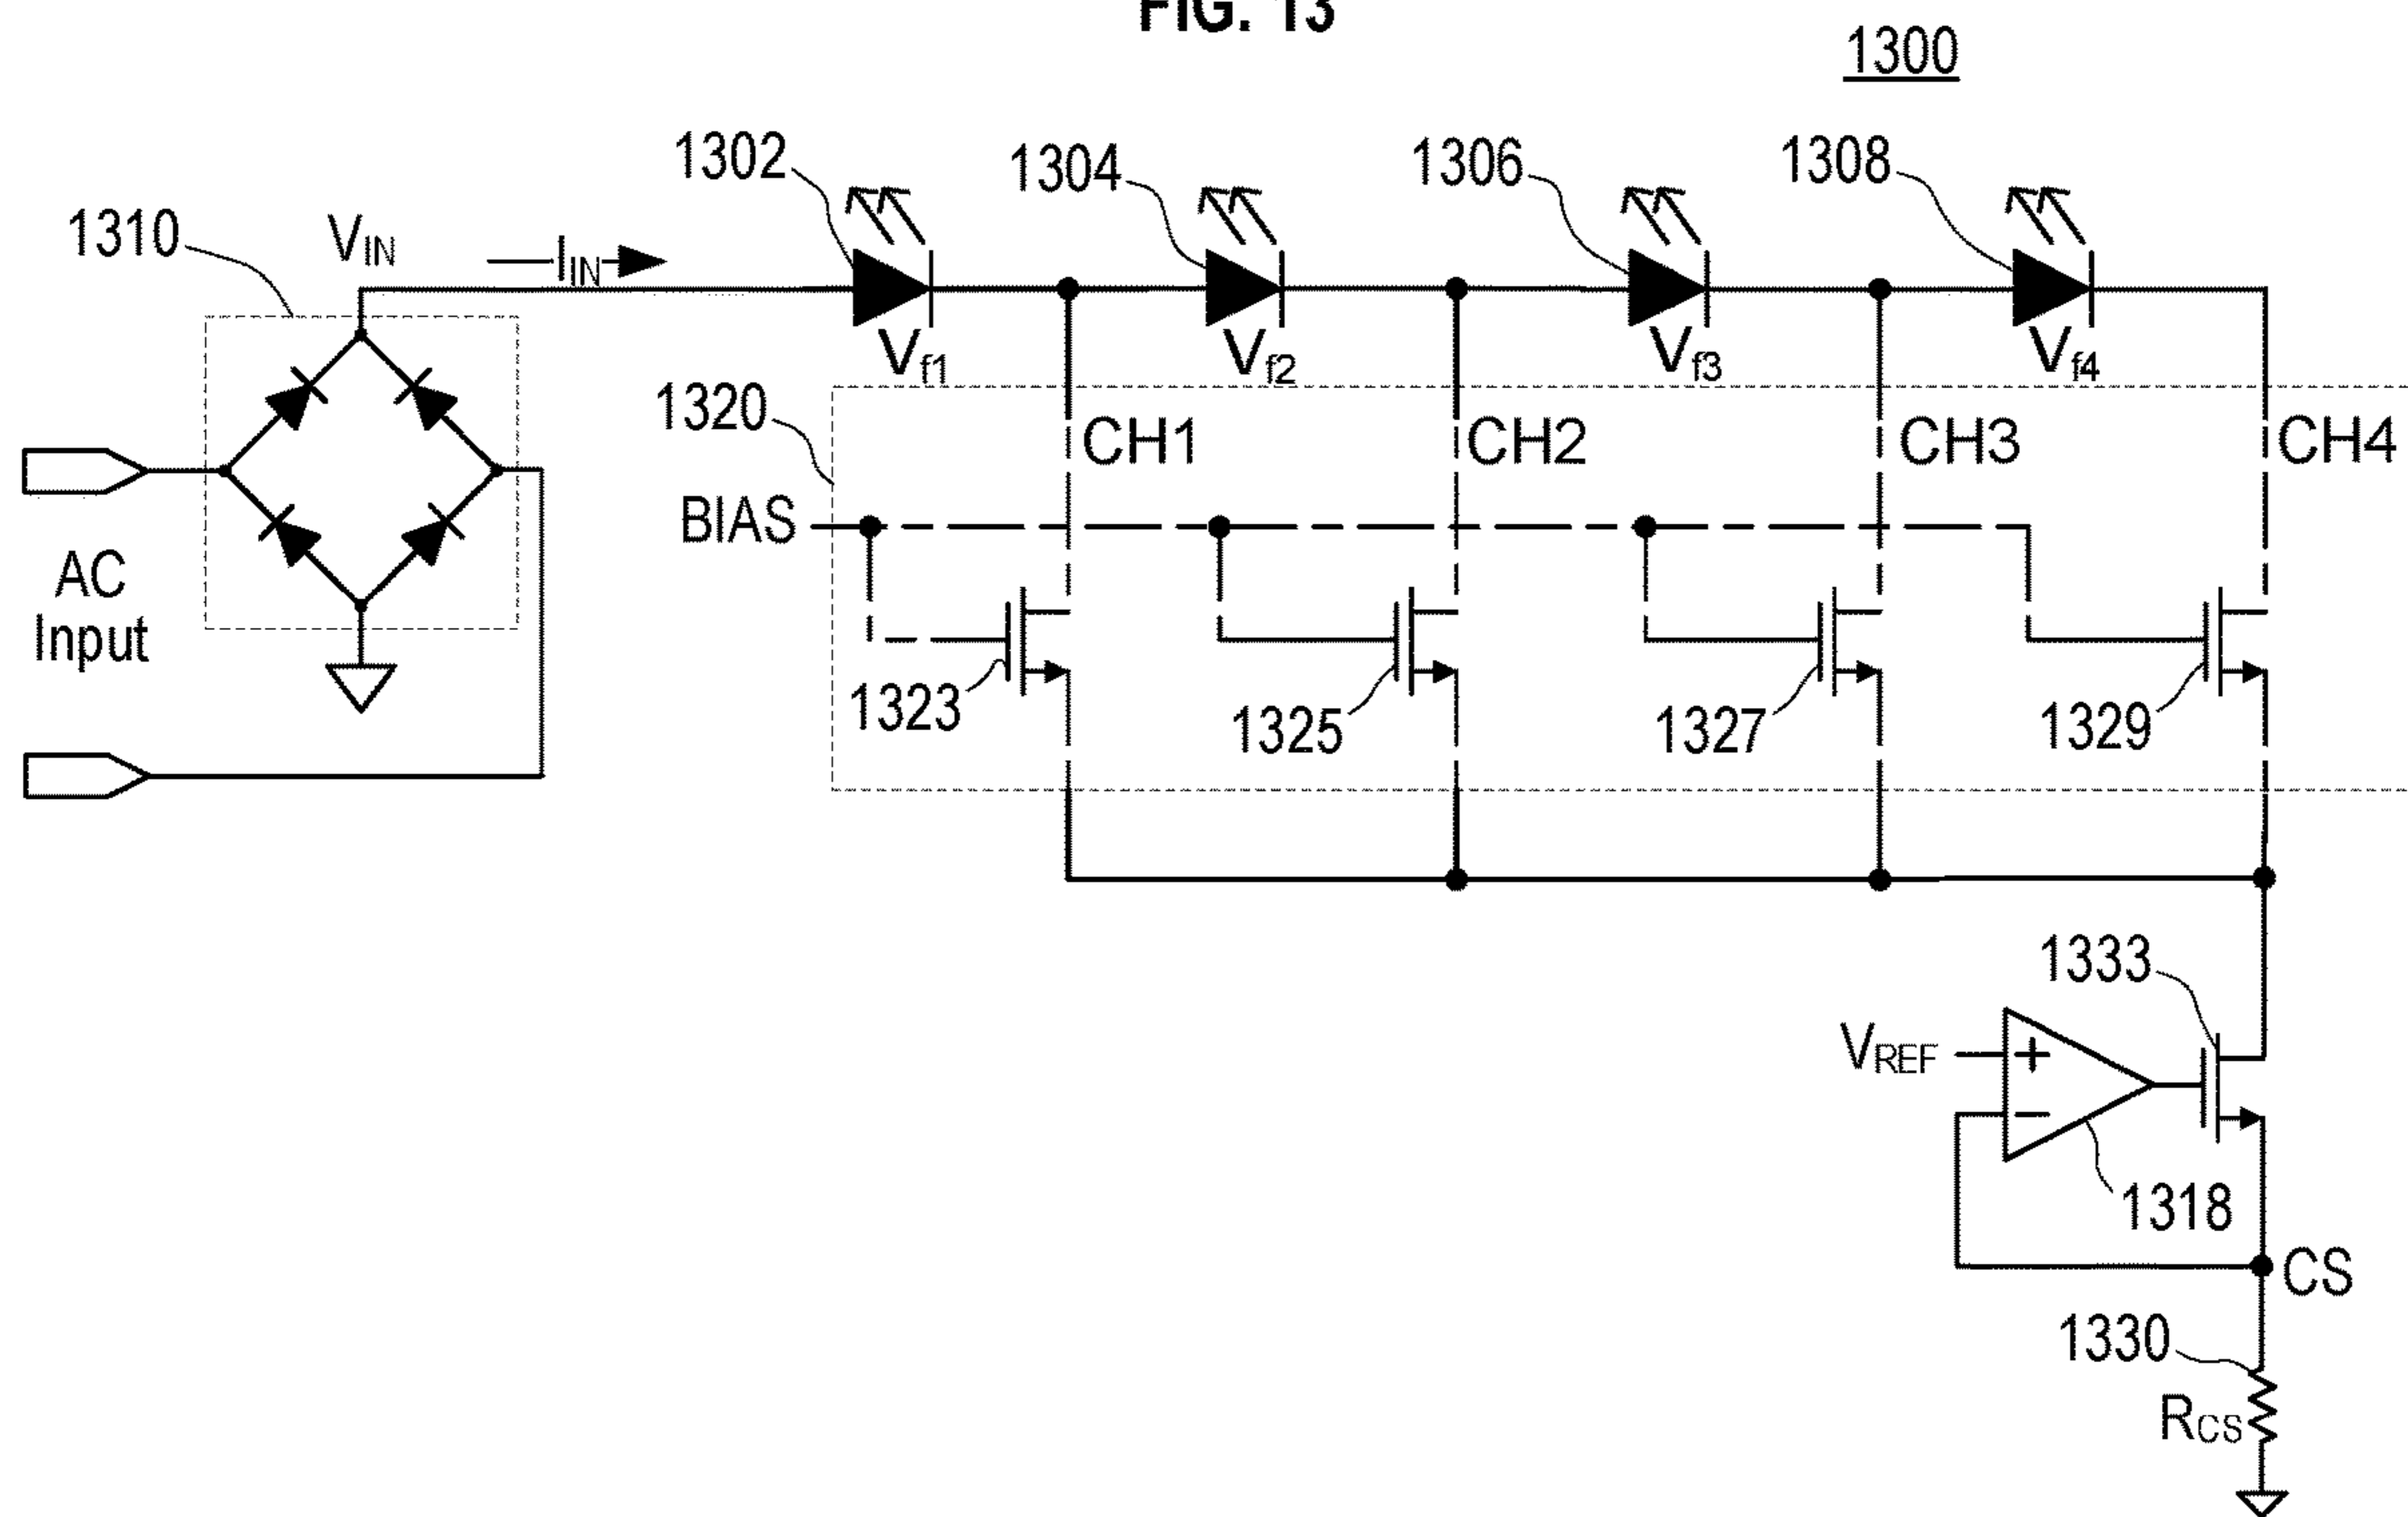 FIG. 13
1300
1302
1304
1306
1308
1310
VIN
IIN
Vf1
Vf2
Vf3
Vf4
1320
CH1
CH2
CH3
CH4
BIAS
AC
Input
1323
1325
1327
1329
1333
VREF
+
−
1318
CS
1330
RCS